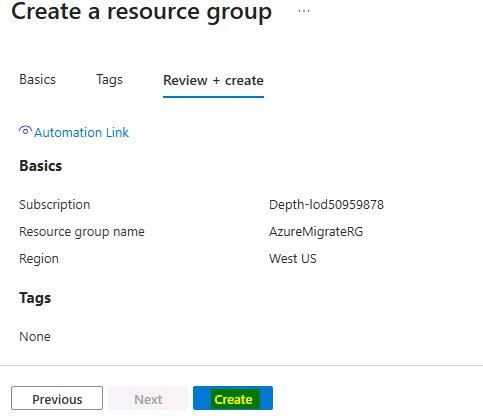 Create a resource group ...
Basics Tags Review + create
Automation Link
Basics
Subscription Depth-lod50959878
Resource group name AzureMigrateRG
Region West US
Tags
None
Previous Next Create